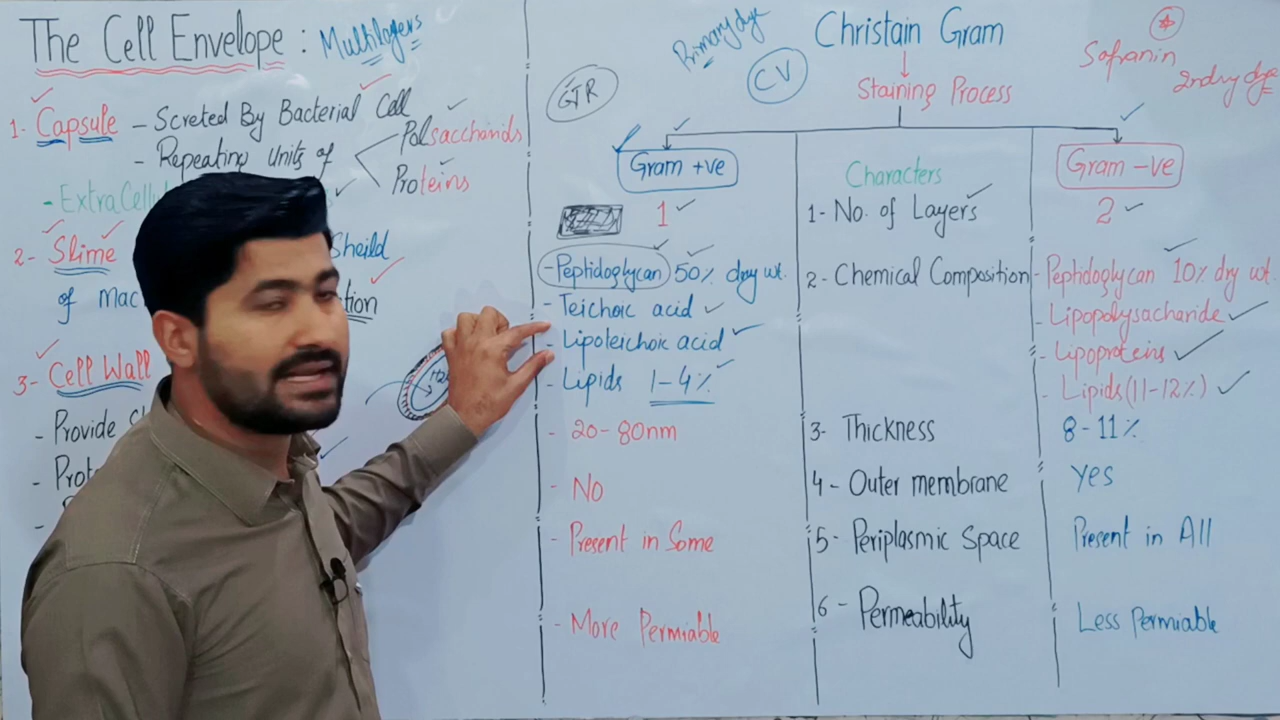 The Cell Envelope : Multilayers
1- Capsule - Screted By Bacterial Cell
- Repeating Units of
Polsaccharids
Proteins
- ExtraCell
2- Slime Sheild
of Mac tion
3- Cell Wall
- Provide
- Prot
H2
GTR
Primary dye
CV
Christain Gram
Staining Process
Safranin
2ndry dye
Gram +ve
Characters
Gram -ve
1
1- No. of Layers
2
- Peptidoglycan 50% dry wt.
2- Chemical Composition
- Peptidoglycan 10% dry wt.
- Teichoic acid
- Lipopolysacharide
- Lipoteichoic acid
- Lipoproteins
- Lipids 1-4%
- Lipids (11-12%)
- 20-80nm
3- Thickness
8-11%
- No
4- Outer membrane
Yes
- Present in Some
5- Periplasmic Space
Present in All
- More Permiable
6- Permeability
Less Permiable